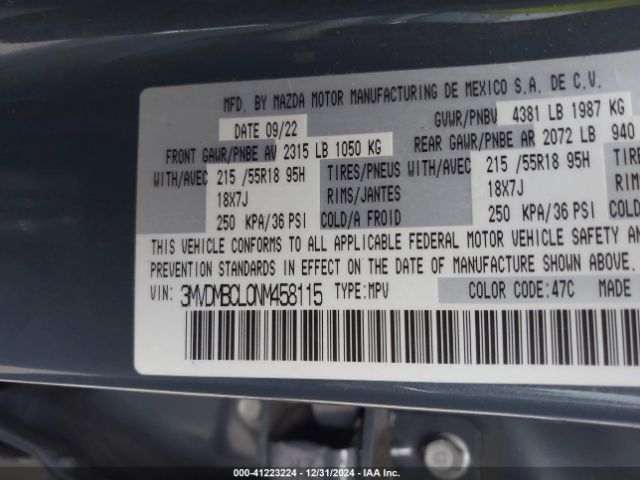 MFD. BY MAZDA MOTOR MANUFACTURING DE MEXICO S.A. DE C.V.
DATE 09/22 GVWR/PNBV 4381 LB 1987 KG
FRONT GAWR/PNBE AV 2315 LB 1050 KG REAR GAWR/PNBE AR 2072 LB 940
WITH/AVEC 215 /55R18 95H TIRES/PNEUS WITH/AVEC 215 /55R18 95H
18X7J RIMS/JANTES 18X7J
250 KPA/36 PSI COLD/A FROID 250 KPA/36 PSI
THIS VEHICLE CONFORMS TO ALL APPLICABLE FEDERAL MOTOR VEHICLE SAFETY AN
PREVENTION STANDARDS IN EFFECT ON THE DATE OF MANUFACTURE SHOWN ABOVE.
VIN: 3MVDMBCL0NM458115 TYPE:MPV COLOR CODE:47C MADE
000-41223224 - 12/31/2024 - IAA Inc.